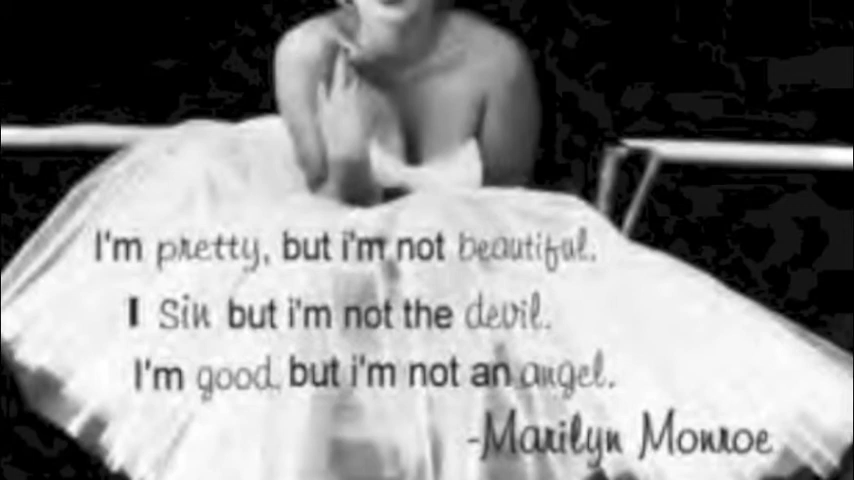 I'm pretty, but i'm not beautiful.
I Sin but i'm not the devil.
I'm good, but i'm not an angel.
-Marilyn Monroe